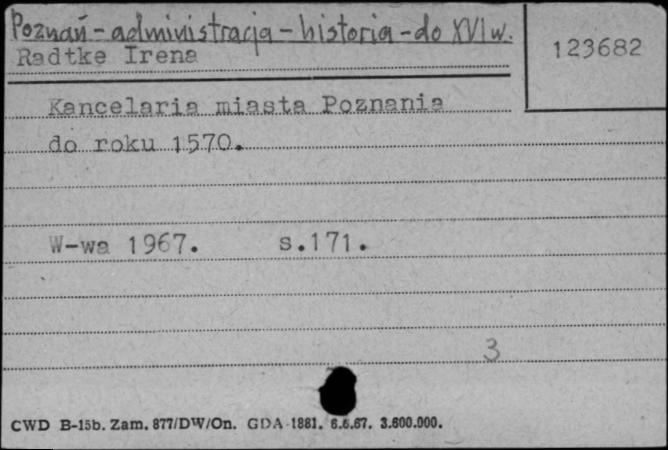 Poznań - administracja - historia - do XVI w.
123682
Radtke Irena
Kancelaria miasta Poznania
do roku 1570.
W-wa 1967. s.171.
3
CWD B-15b. Zam. 877/DW/On. GDA-1881. 6.6.67. 3.600.000.